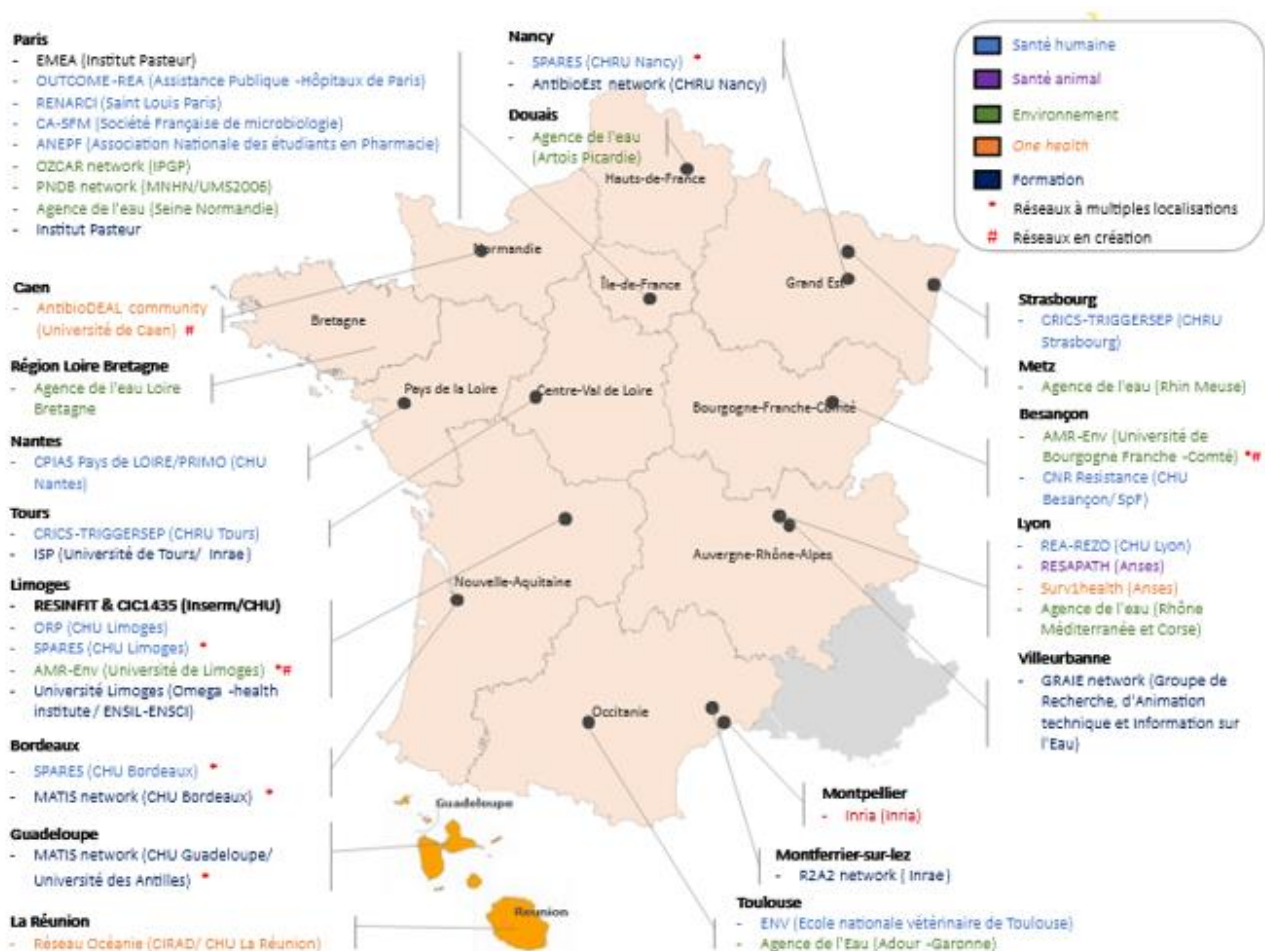 Paris
- EMEA (Institut Pasteur)
- OUTCOME-REA (Assistance Publique -Hôpitaux de Paris)
- RENARCI (Saint Louis Paris)
- CA-SFM (Société Française de microbiologie)
- ANEPF (Association Nationale des étudiants en Pharmacie)
- OZCAR network (IPGP)
- PNDB network (MNHN/UMS2006)
- Agence de l'eau (Seine Normandie)
- Institut Pasteur
Caen
- AntibioDEAL community
(Université de Caen) #
Région Loire Bretagne
- Agence de l'eau Loire
Bretagne
Nantes
- CPIAS Pays de LOIRE/PRIMO (CHU
Nantes)
Tours
- CRICS-TRIGGERSEP (CHRU Tours)
- ISP (Université de Tours/ Inrae)
Limoges
- RESINFIT & CIC1435 (Inserm/CHU)
- ORP (CHU Limoges)
- SPARES (CHU Limoges) *
- AMR-Env (Université de Limoges) *#
- Université Limoges (Omega -health
institute / ENSIL-ENSCI)
Bordeaux
- SPARES (CHU Bordeaux) *
- MATIS network (CHU Bordeaux) *
Guadeloupe
- MATIS network (CHU Guadeloupe/
Université des Antilles) *
La Réunion
- Réseau Océanie (CIRAD/ CHU La Réunion)
Nancy
- SPARES (CHRU Nancy) *
- AntibioEst network (CHRU Nancy)
Douais
- Agence de l'eau
(Artois Picardie)
Hauts-de-France
Normandie
Île-de-France
Grand Est
Bretagne
Pays de la Loire
Centre-Val de Loire
Bourgogne-Franche-Comté
Auvergne-Rhône-Alpes
Nouvelle-Aquitaine
Occitanie
Guadeloupe
Reunion
Santé humaine
Santé animal
Environnement
One health
Formation
* Réseaux à multiples localisations
# Réseaux en création
Strasbourg
- CRICS-TRIGGERSEP (CHRU
Strasbourg)
Metz
- Agence de l'eau (Rhin Meuse)
Besançon
- AMR-Env (Université de
Bourgogne Franche -Comté) *#
- CNR Resistance (CHU
Besançon/ SpF)
Lyon
- REA-REZO (CHU Lyon)
- RESAPATH (Anses)
- Surv1health (Anses)
- Agence de l'eau (Rhône
Méditerranée et Corse)
Villeurbanne
- GRAIE network (Groupe de
Recherche, d'Animation
technique et Information sur
l'Eau)
Montpellier
- Inria (Inria)
Montferrier-sur-lez
- R2A2 network ( Inrae)
Toulouse
- ENV (Ecole nationale vétérinaire de Toulouse)
- Agence de l'Eau (Adour -Garonne)